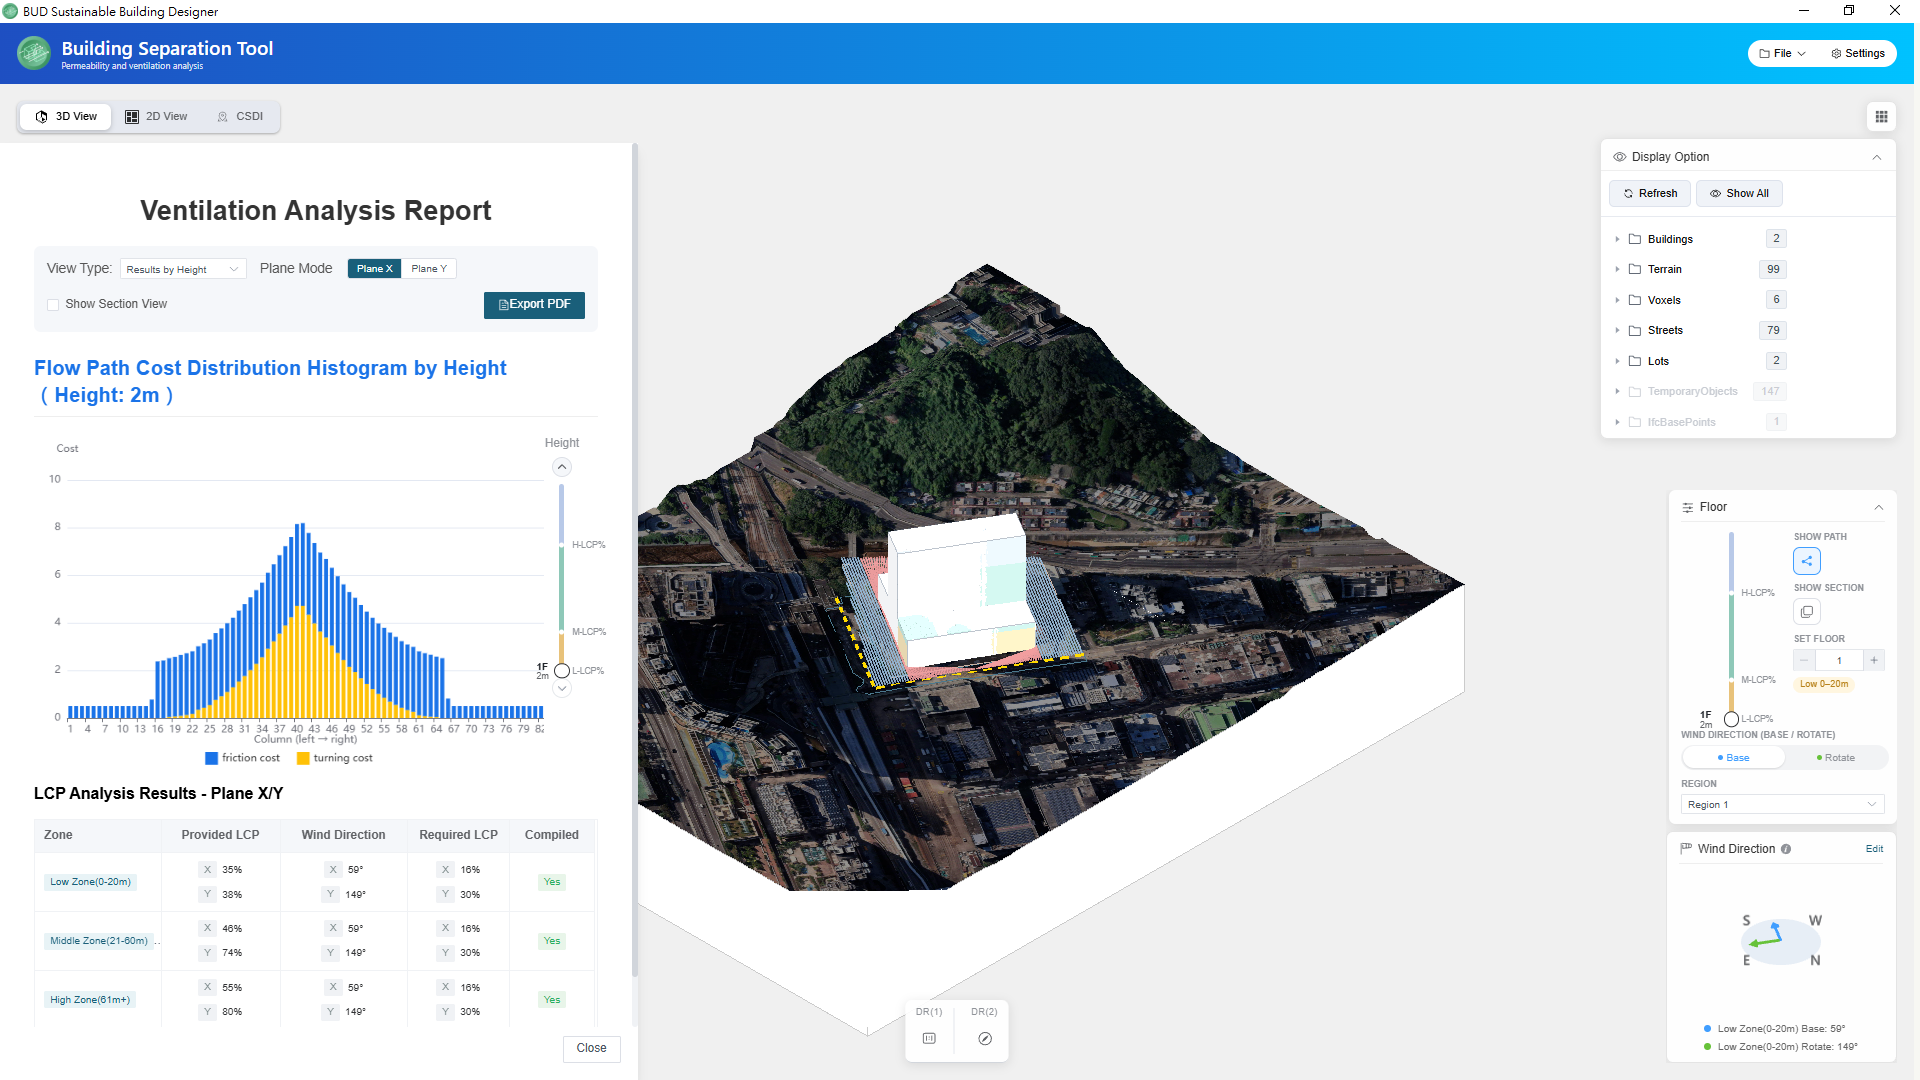 BUD Sustainable Building Designer
Building Separation Tool
Permeability and ventilation analysis
File
Settings
3D View
2D View
CSDI
Ventilation Analysis Report
View Type:
Results by Height
Plane Mode
Plane X
Plane Y
Show Section View
Export PDF
Flow Path Cost Distribution Histogram by Height
( Height: 2m )
Cost
Height
10
8
6
4
2
0
H-LCP%
M-LCP%
L-LCP%
1F
2m
1 4 7 10 13 16 19 22 25 28 31 34 37 40 43 46 49 52 55 58 61 64 67 70 73 76 79 82
Column (left → right)
friction cost
turning cost
LCP Analysis Results - Plane X/Y
Zone Provided LCP Wind Direction Required LCP Compiled
X 35% X 59° X 16%
Low Zone(0-20m) Yes
Y 38% Y 149° Y 30%
X 46% X 59° X 16%
Middle Zone(21-60m) .. Yes
Y 74% Y 149° Y 30%
X 55% X 59° X 16%
High Zone(61m+) Yes
Y 80% Y 149° Y 30%
Close
DR(1) DR(2)
Display Option
Refresh
Show All
Buildings 2
Terrain 99
Voxels 6
Streets 79
Lots 2
TemporaryObjects 147
IfcBasePoints 1
Floor
H-LCP%
M-LCP%
L-LCP%
1F
2m
SHOW PATH
SHOW SECTION
SET FLOOR
− 1 +
Low 0–20m
WIND DIRECTION (BASE / ROTATE)
Base
Rotate
REGION
Region 1
Wind Direction
Edit
S W
E N
Low Zone(0-20m) Base: 59°
Low Zone(0-20m) Rotate: 149°